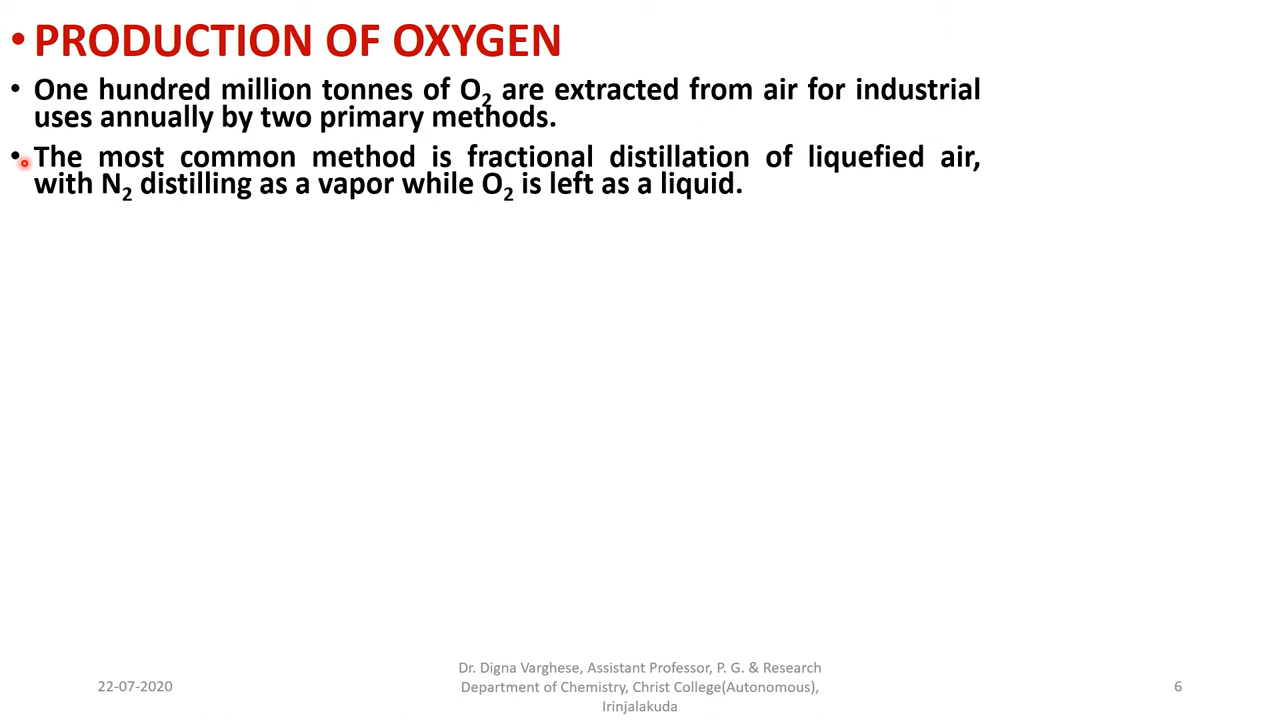 • PRODUCTION OF OXYGEN
• One hundred million tonnes of O₂ are extracted from air for industrial
uses annually by two primary methods.
• The most common method is fractional distillation of liquefied air,
with N₂ distilling as a vapor while O₂ is left as a liquid.
22-07-2020
Dr. Digna Varghese, Assistant Professor, P. G. & Research
Department of Chemistry, Christ College(Autonomous),
Irinjalakuda
6